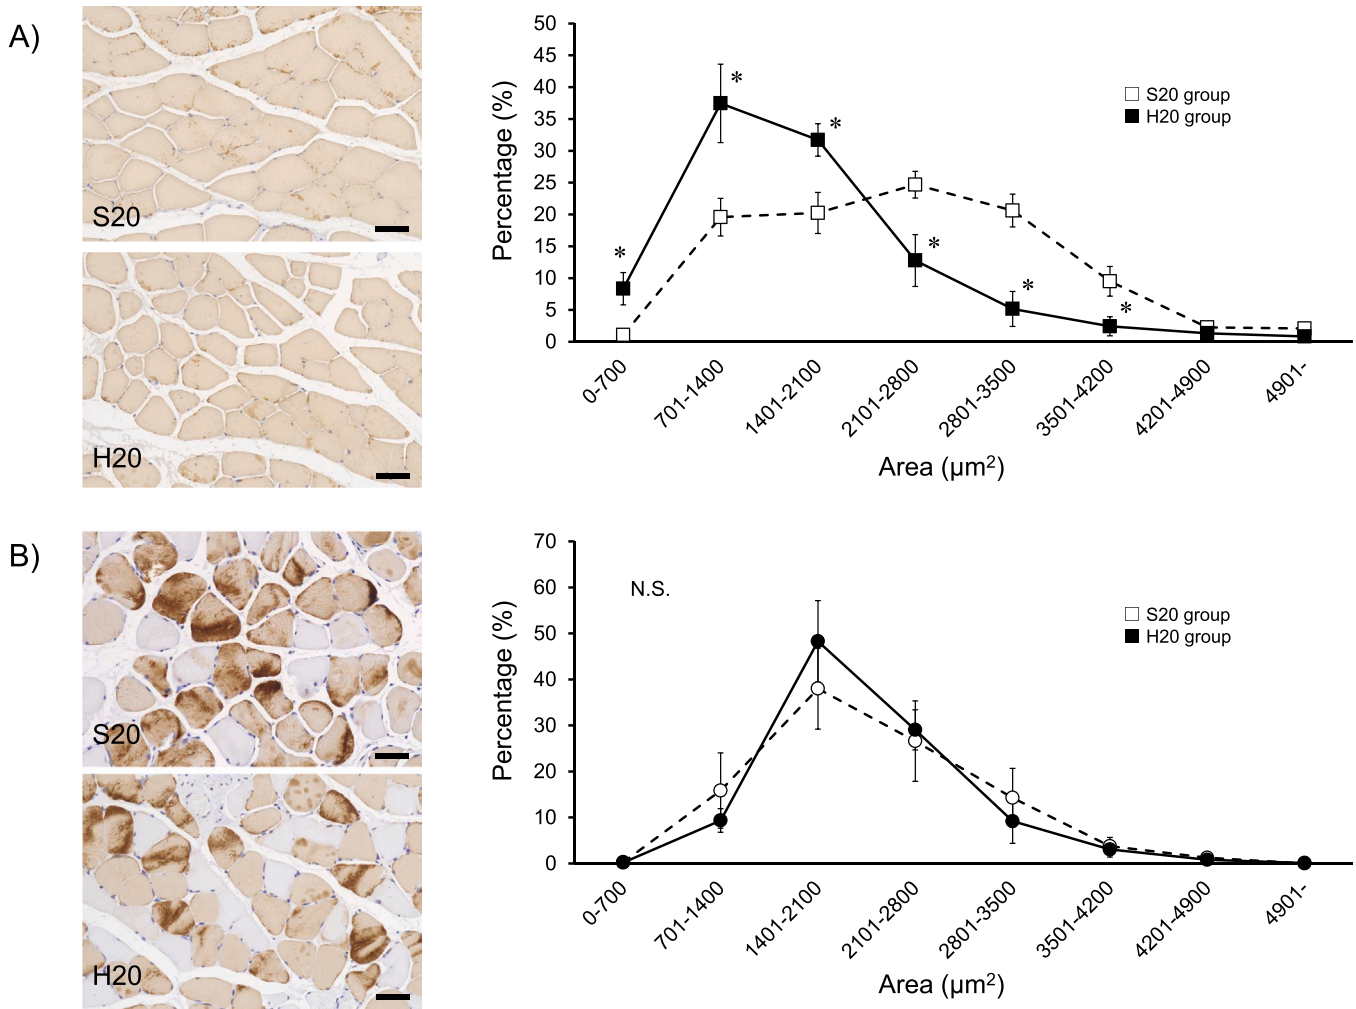 A)
S20
H20
50
45
40
35
30
25
20
15
10
5
0
Percentage (%)
*
*
*
*
*
*
S20 group
H20 group
0-700
701-1400
1401-2100
2101-2800
2801-3500
3501-4200
4201-4900
4901-
Area (µm²)
B)
S20
H20
70
60
50
40
30
20
10
0
Percentage (%)
N.S.
S20 group
H20 group
0-700
701-1400
1401-2100
2101-2800
2801-3500
3501-4200
4201-4900
4901-
Area (µm²)